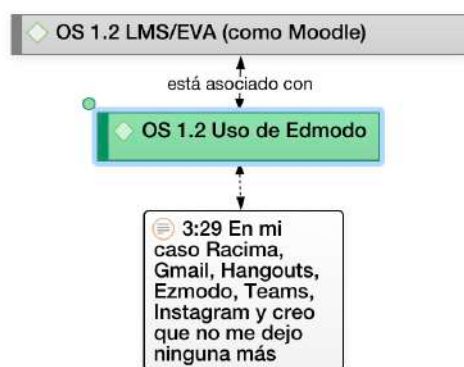 OS 1.2 LMS/EVA (como Moodle)
está asociado con
OS 1.2 Uso de Edmodo
3:29 En mi
caso Racima,
Gmail, Hangouts,
Ezmodo, Teams,
Instagram y creo
que no me dejo
ninguna más